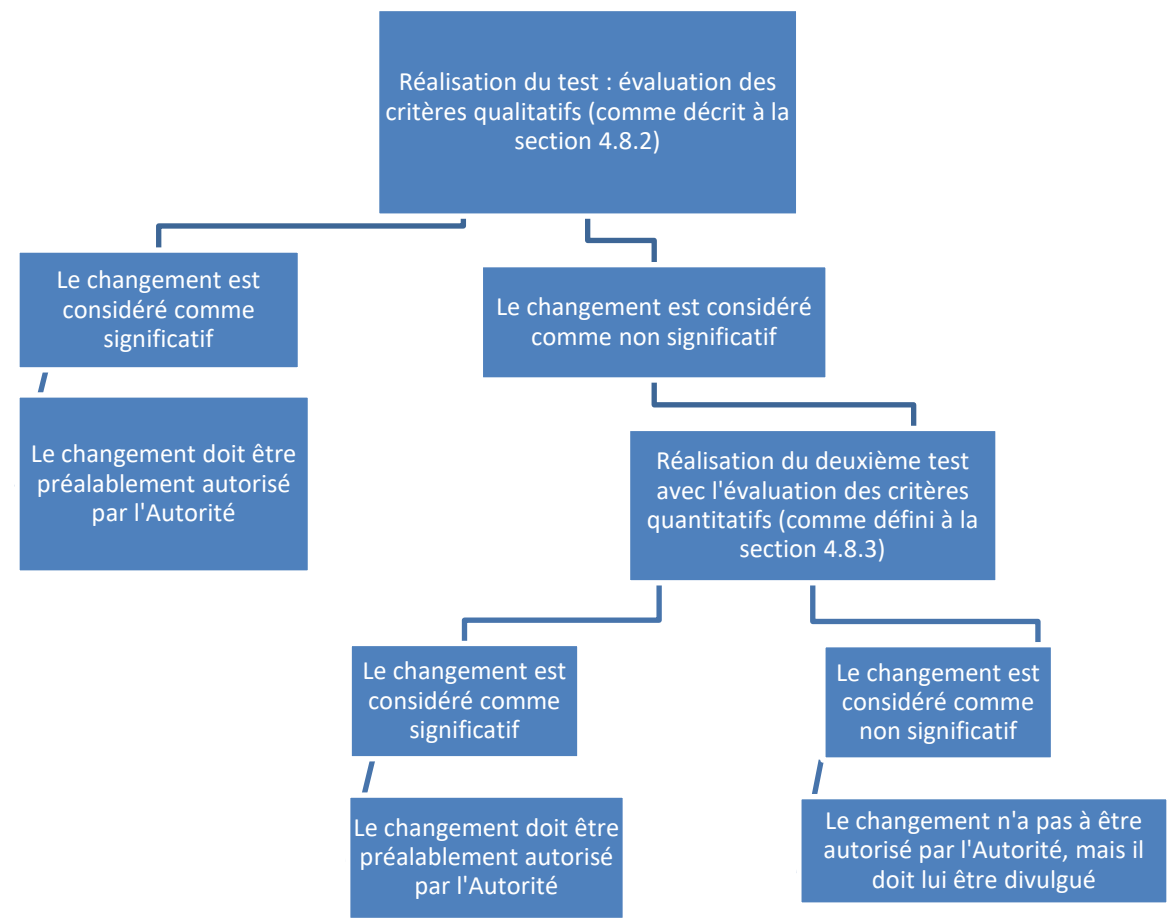 Réalisation du test : évaluation des
critères qualitatifs (comme décrit à la
section 4.8.2)
Le changement est
considéré comme
significatif
Le changement est considéré
comme non significatif
Le changement doit être
préalablement autorisé
par l'Autorité
Réalisation du deuxième test
avec l'évaluation des critères
quantitatifs (comme défini à la
section 4.8.3)
Le changement est
considéré comme
significatif
Le changement est
considéré comme
non significatif
Le changement doit être
préalablement autorisé
par l'Autorité
Le changement n'a pas à être
autorisé par l'Autorité, mais il
doit lui être divulgué